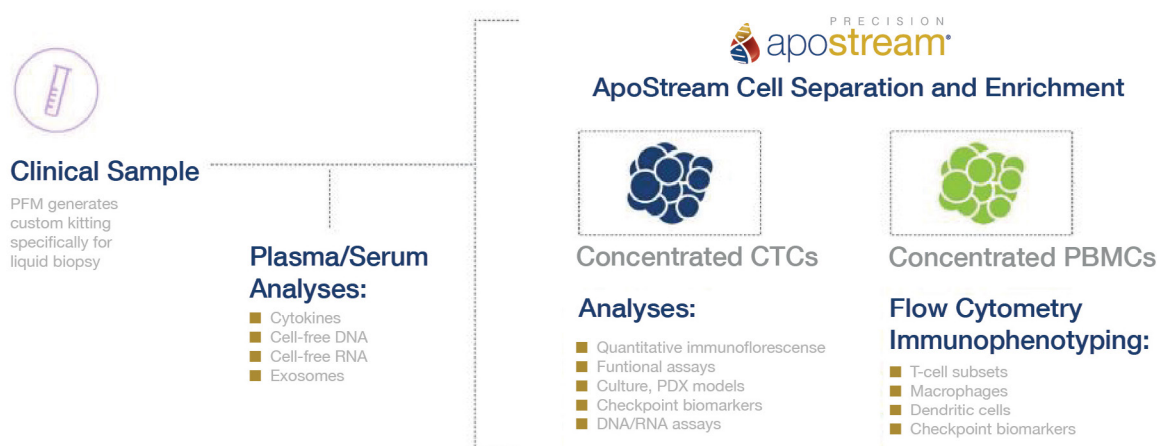 PRECISION
apostream®
ApoStream Cell Separation and Enrichment
Clinical Sample
PFM generates
custom kitting
specifically for
liquid biopsy
Plasma/Serum
Analyses:
Cytokines
Cell-free DNA
Cell-free RNA
Exosomes
Concentrated CTCs
Analyses:
Quantitative immunoflorescense
Funtional assays
Culture, PDX models
Checkpoint biomarkers
DNA/RNA assays
Concentrated PBMCs
Flow Cytometry
Immunophenotyping:
T-cell subsets
Macrophages
Dendritic cells
Checkpoint biomarkers